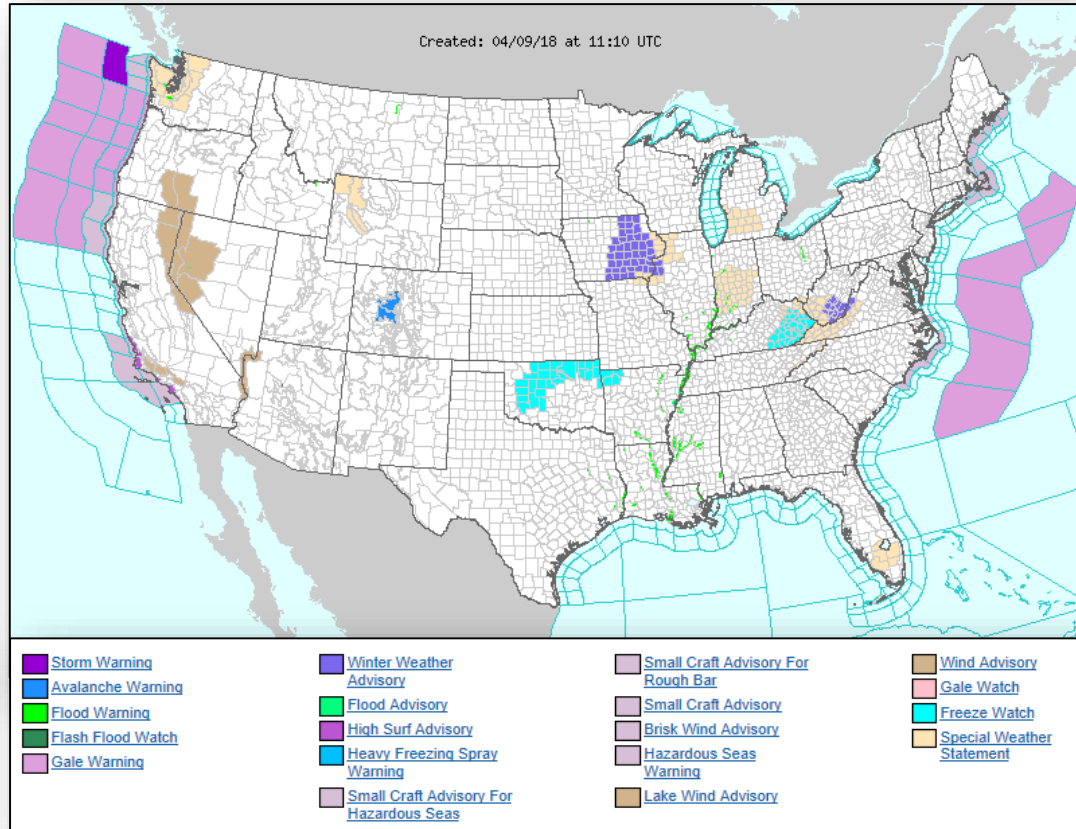 Created: 04/09/18 at 11:10 UTC
Storm Warning
Avalanche Warning
Flood Warning
Flash Flood Watch
Gale Warning
Winter Weather
Advisory
Flood Advisory
High Surf Advisory
Heavy Freezing Spray
Warning
Small Craft Advisory For
Hazardous Seas
Small Craft Advisory For
Rough Bar
Small Craft Advisory
Brisk Wind Advisory
Hazardous Seas
Warning
Lake Wind Advisory
Wind Advisory
Gale Watch
Freeze Watch
Special Weather
Statement